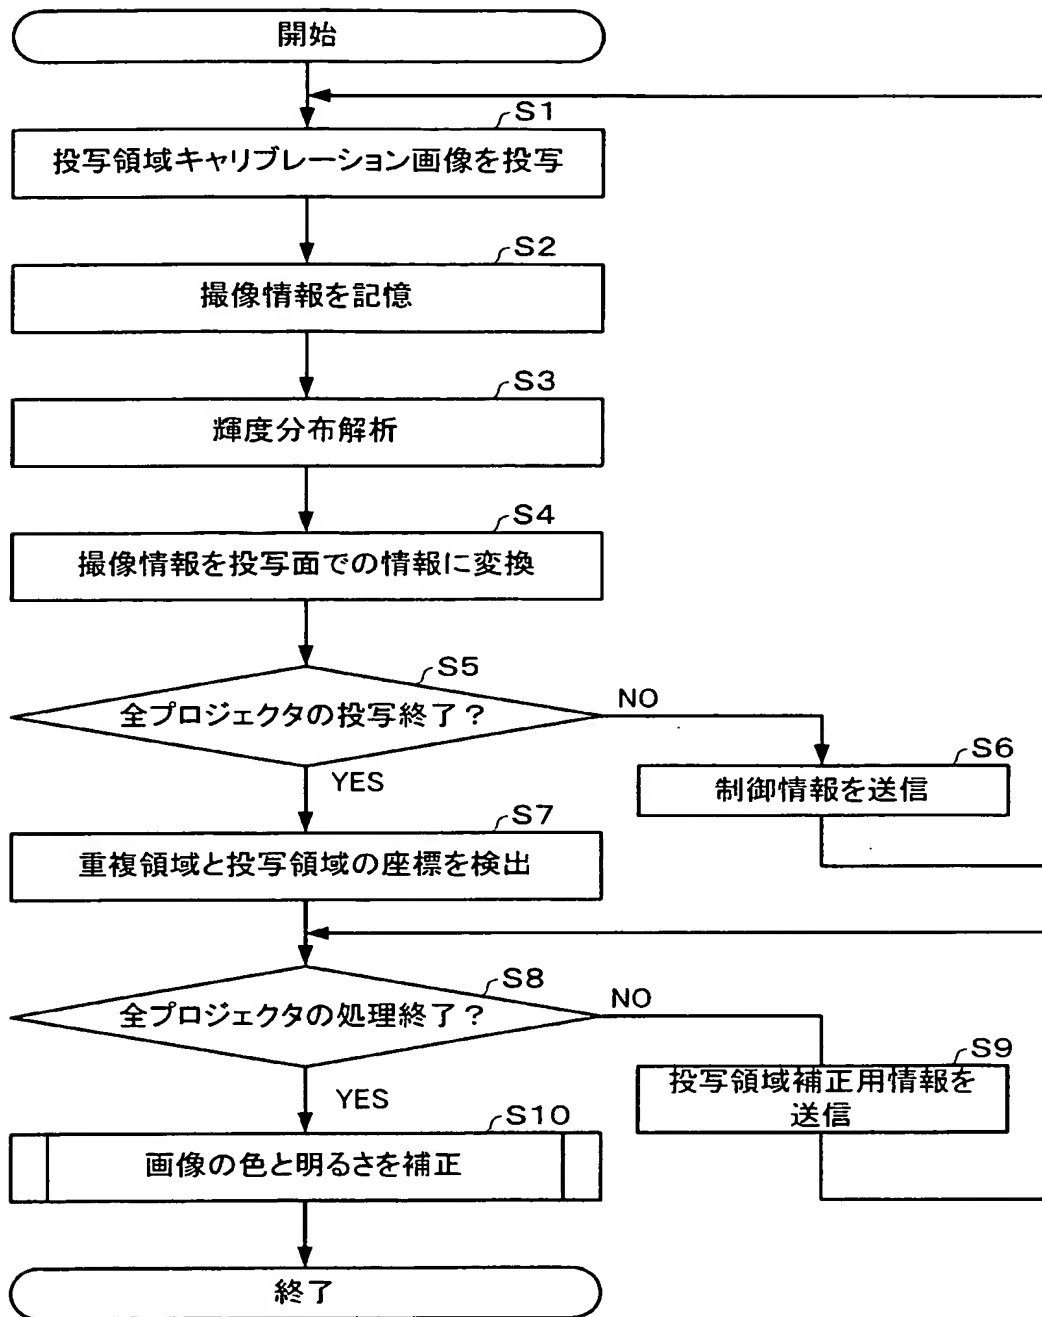 開始
S1
投写領域キャリブレーション画像を投写
S2
撮像情報を記憶
S3
輝度分布解析
S4
撮像情報を投写面での情報に変換
S5
全プロジェクタの投写終了？
NO
YES
S6
制御情報を送信
S7
重複領域と投写領域の座標を検出
S8
全プロジェクタの処理終了？
NO
YES
S9
投写領域補正用情報を
送信
S10
画像の色と明るさを補正
終了